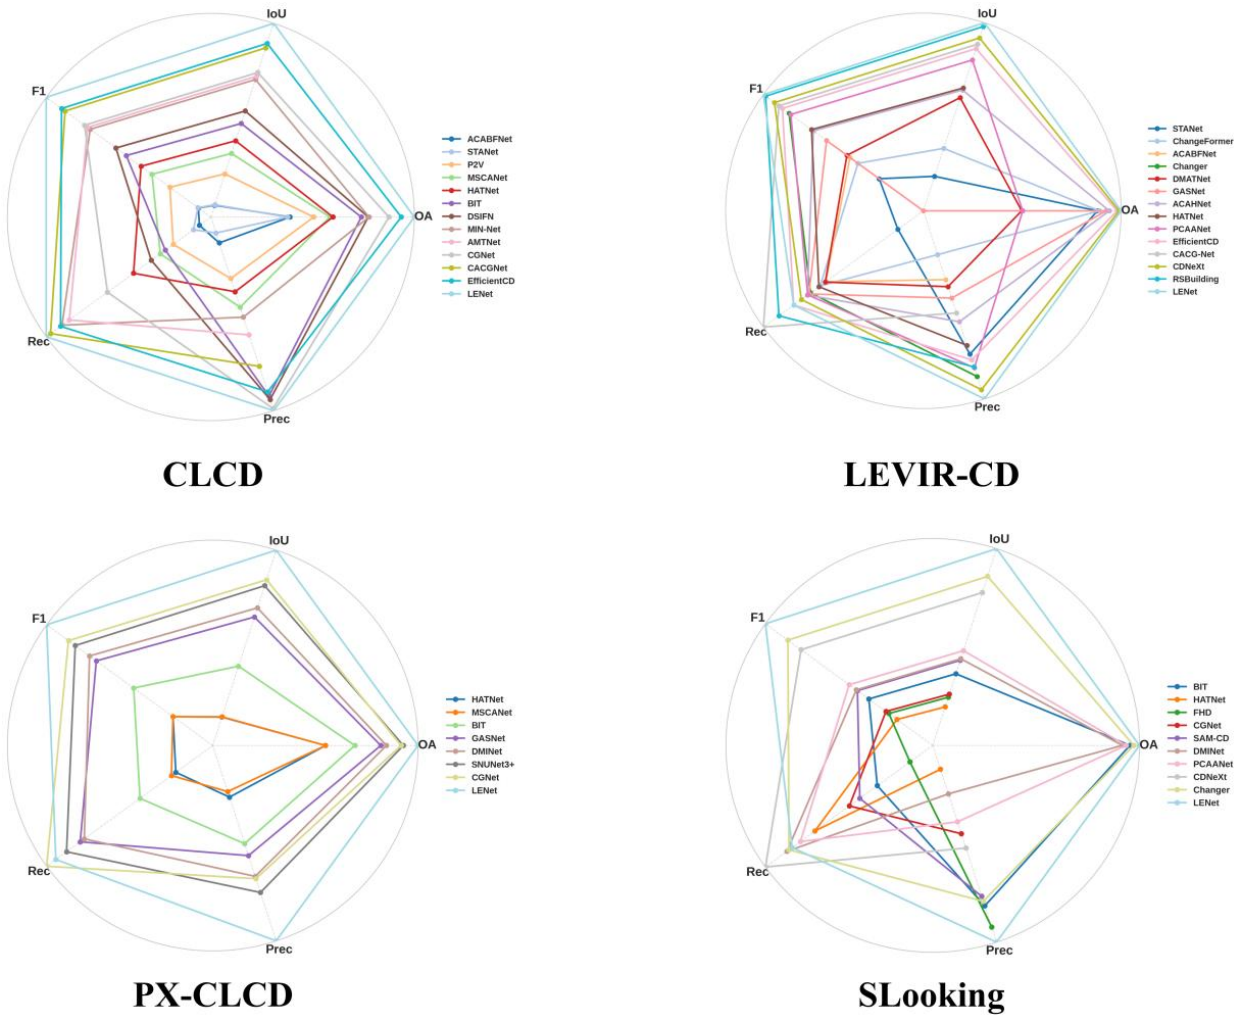 IoU
F1
OA
Rec
Prec
ACABFNet
STANet
P2V
MSCANet
HATNet
BIT
DSIFN
MIN-Net
AMTNet
CGNet
CACGNet
EfficientCD
LENet
CLCD
IoU
F1
OA
Rec
Prec
STANet
ChangeFormer
ACABFNet
Changer
DMATNet
GASNet
ACAHNet
HATNet
PCAANet
EfficientCD
CACG-Net
CDNeXt
RSBuilding
LENet
LEVIR-CD
IoU
F1
OA
Rec
Prec
HATNet
MSCANet
BIT
GASNet
DMINet
SNUNet3+
CGNet
LENet
PX-CLCD
IoU
F1
OA
Rec
Prec
BIT
HATNet
FHD
CGNet
SAM-CD
DMINet
PCAANet
CDNeXt
Changer
LENet
SLooking